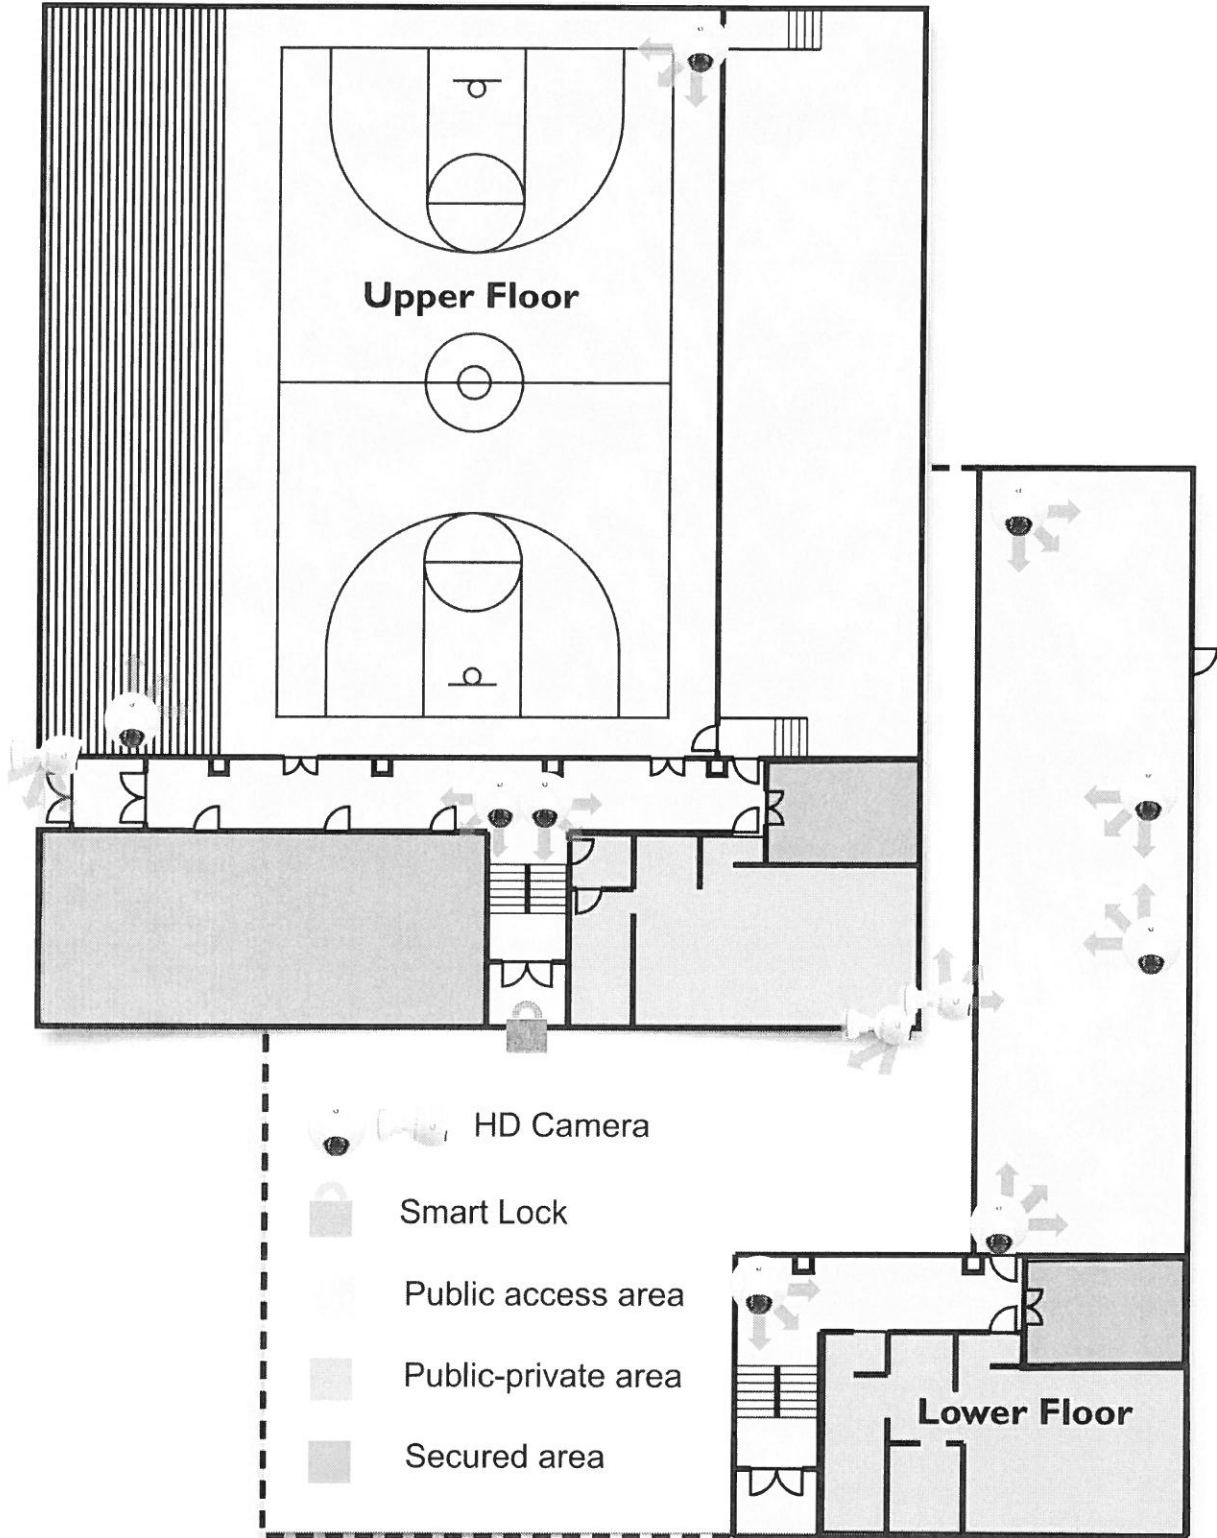 Upper Floor
HD Camera
Smart Lock
Public access area
Public-private area
Secured area
Lower Floor